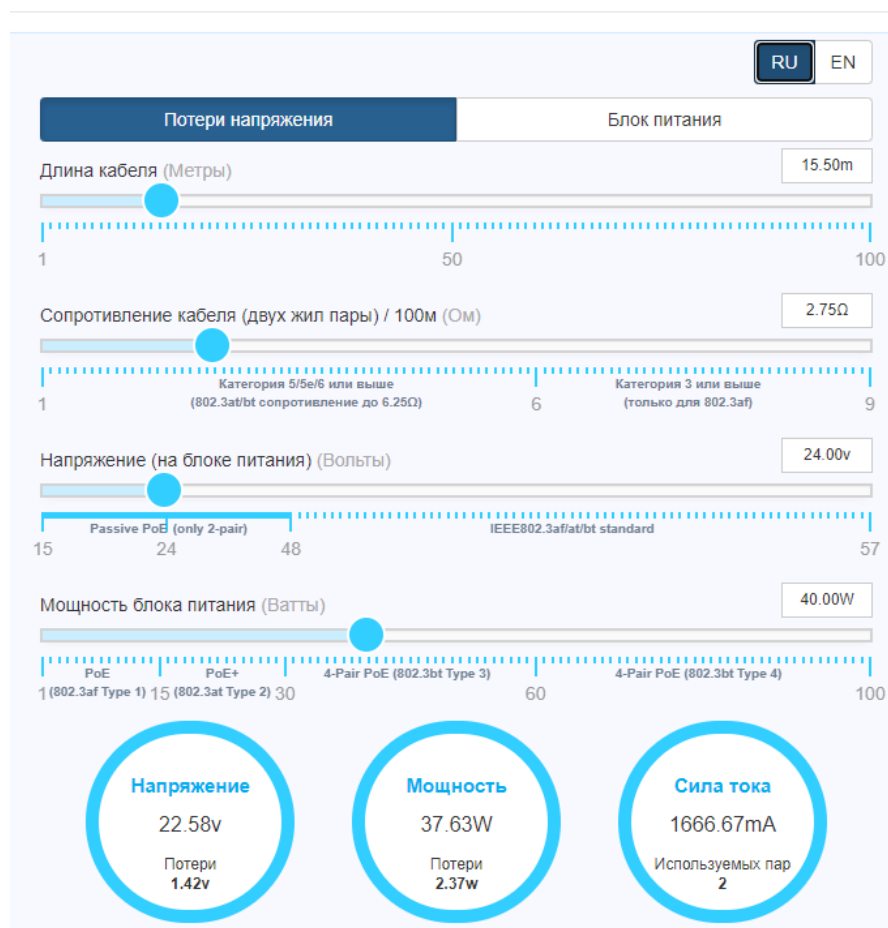 RU EN
Потери напряжения Блок питания
Длина кабеля (Метры) 15.50m
1 50 100
Сопротивление кабеля (двух жил пары) / 100м (Ом) 2.75Ω
Категория 5/5e/6 или выше Категория 3 или выше
1 (802.3at/bt сопротивление до 6.25Ω) 6 (только для 802.3af) 9
Напряжение (на блоке питания) (Вольты) 24.00v
Passive PoE (only 2-pair) IEEE802.3af/at/bt standard
15 24 48 57
Мощность блока питания (Ватты) 40.00W
PoE PoE+ 4-Pair PoE (802.3bt Type 3) 4-Pair PoE (802.3bt Type 4)
1 (802.3af Type 1) 15 (802.3at Type 2) 30 60 100
Напряжение Мощность Сила тока
22.58v 37.63W 1666.67mA
Потери Потери Используемых пар
1.42v 2.37w 2